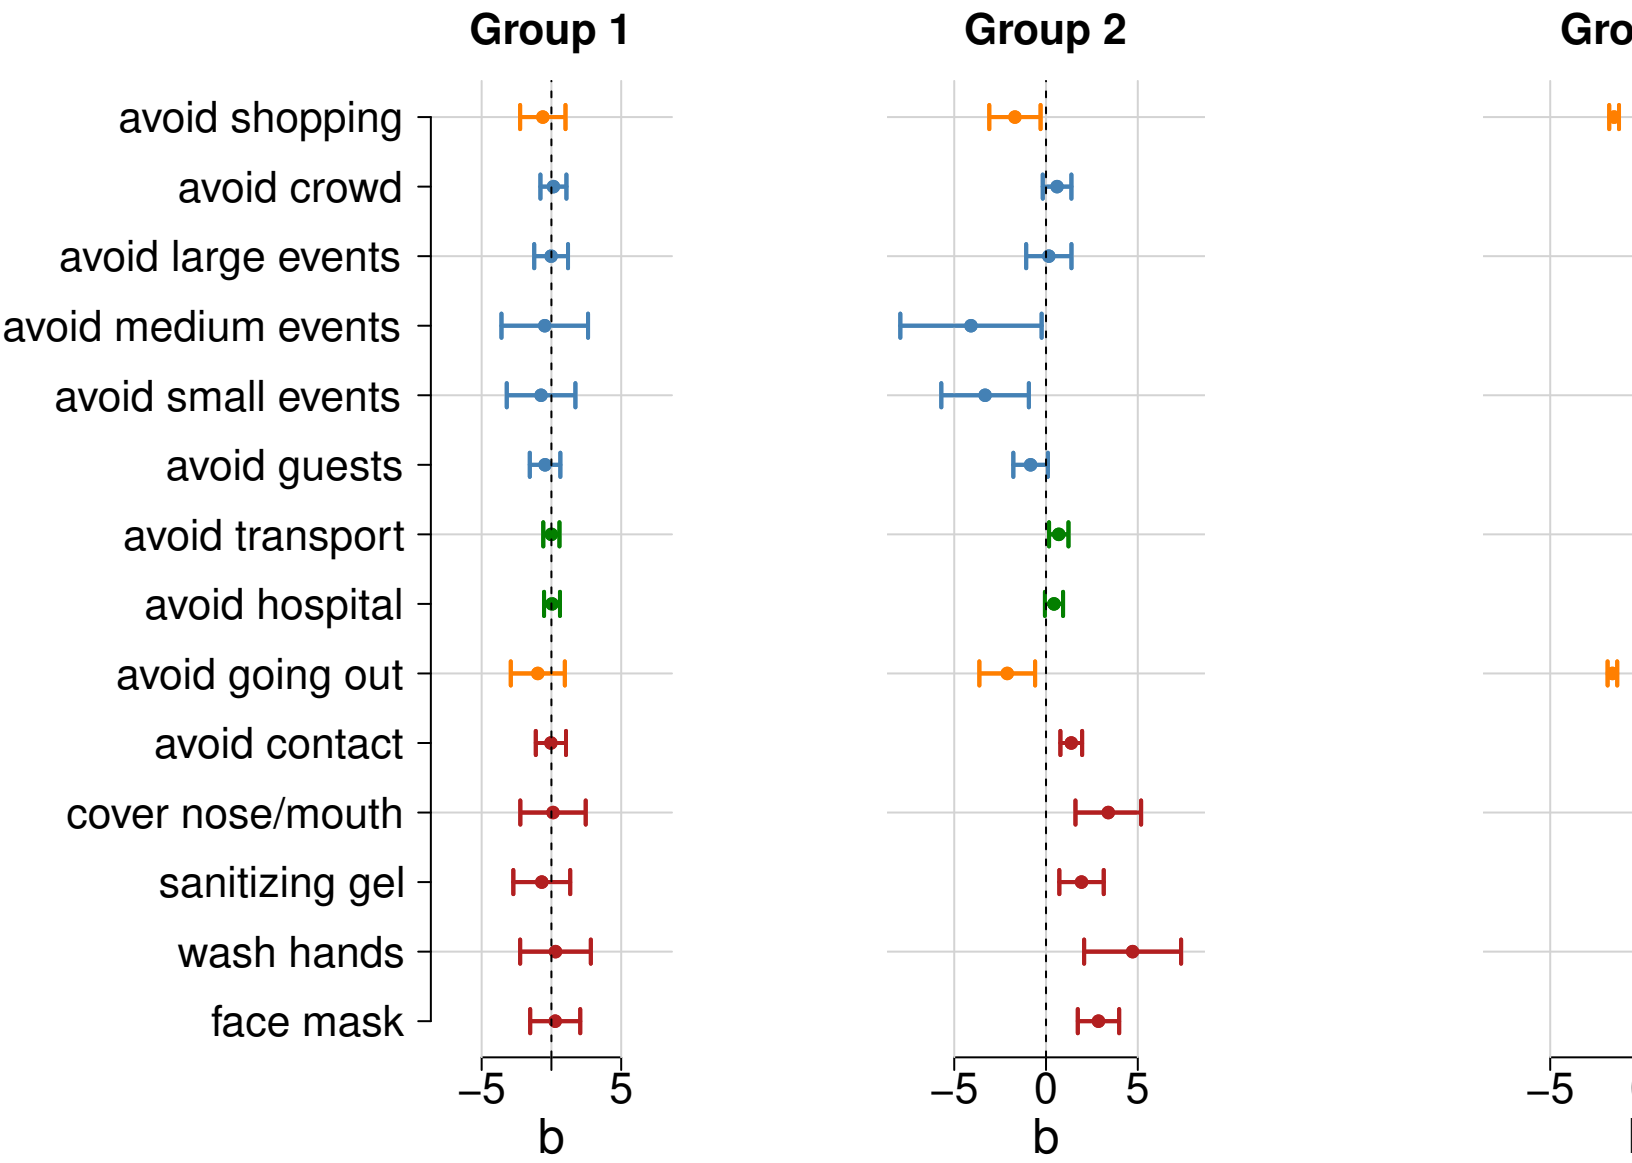 Group 1 Group 2 Gro
avoid shopping
avoid crowd
avoid large events
avoid medium events
avoid small events
avoid guests
avoid transport
avoid hospital
avoid going out
avoid contact
cover nose/mouth
sanitizing gel
wash hands
face mask
−5 5 −5 0 5 −5
b b